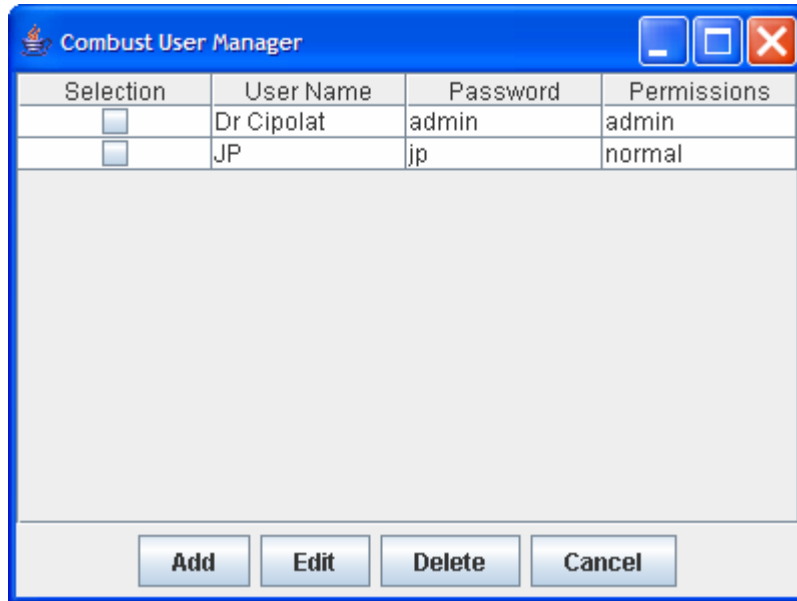 Combust User Manager
Selection User Name Password Permissions
Dr Cipolat admin admin
JP jp normal
Add Edit Delete Cancel